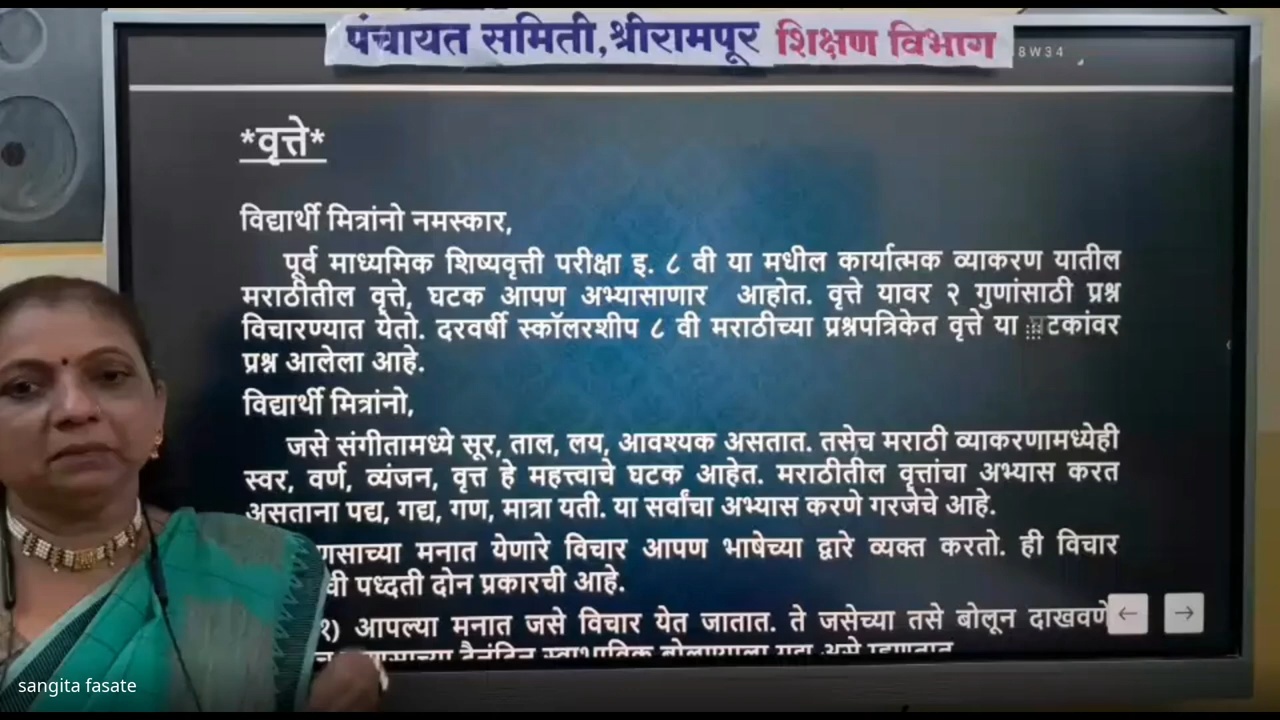 पंचायत समिती,श्रीरामपूर शिक्षण विभाग
8W34
*वृत्ते*
विद्यार्थी मित्रांनो नमस्कार,
पूर्व माध्यमिक शिष्यवृत्ती परीक्षा इ. ८ वी या मधील कार्यात्मक व्याकरण यातील
मराठीतील वृत्ते, घटक आपण अभ्यासाणार आहोत. वृत्ते यावर २ गुणांसाठी प्रश्न
विचारण्यात येतो. दरवर्षी स्कॉलरशीप ८ वी मराठीच्या प्रश्नपत्रिकेत वृत्ते या टकांवर
प्रश्न आलेला आहे.
विद्यार्थी मित्रांनो,
जसे संगीतामध्ये सूर, ताल, लय, आवश्यक असतात. तसेच मराठी व्याकरणामध्येही
स्वर, वर्ण, व्यंजन, वृत्त हे महत्त्वाचे घटक आहेत. मराठीतील वृत्तांचा अभ्यास करत
असताना पद्य, गद्य, गण, मात्रा यती. या सर्वांचा अभ्यास करणे गरजेचे आहे.
मनात येणारे विचार आपण भाषेच्या द्वारे व्यक्त करतो. ही विचार
पध्दती दोन प्रकारची आहे.
१) आपल्या मनात जसे विचार येत जातात. ते जसेच्या तसे बोलून दाखवणे
sangita fasate